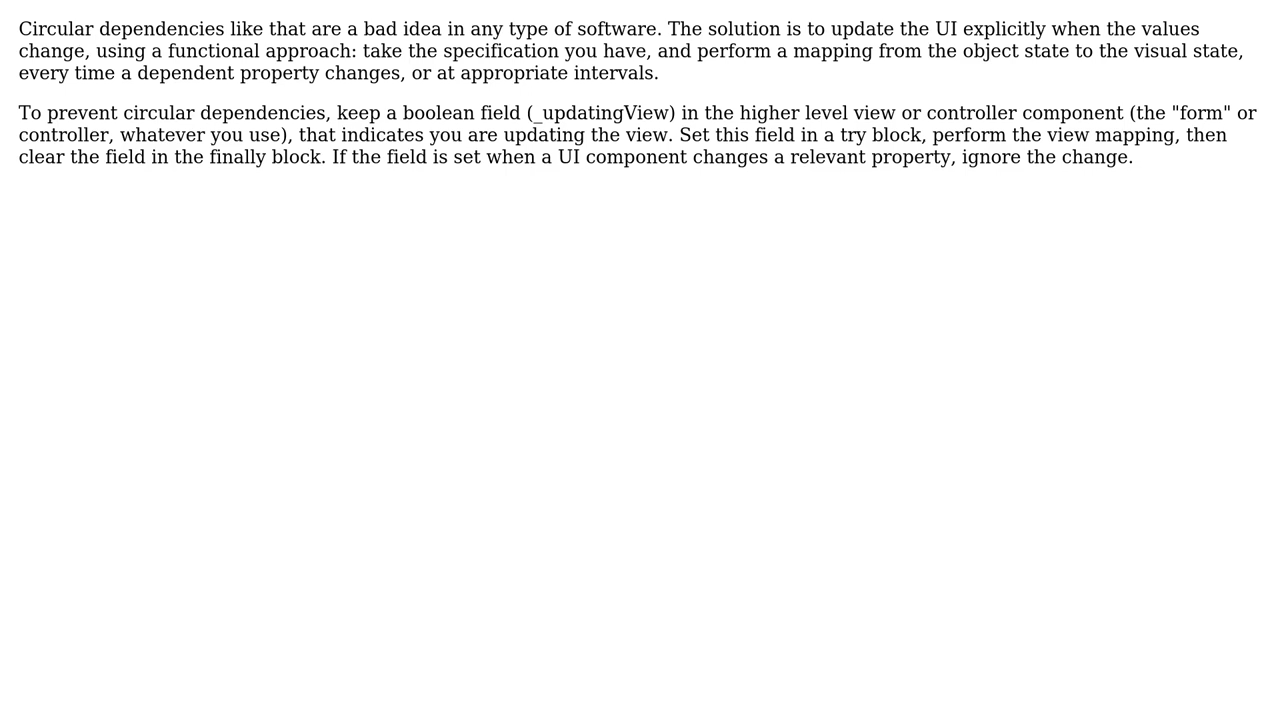 Circular dependencies like that are a bad idea in any type of software. The solution is to update the UI explicitly when the values
change, using a functional approach: take the specification you have, and perform a mapping from the object state to the visual state,
every time a dependent property changes, or at appropriate intervals.
To prevent circular dependencies, keep a boolean field (_updatingView) in the higher level view or controller component (the "form" or
controller, whatever you use), that indicates you are updating the view. Set this field in a try block, perform the view mapping, then
clear the field in the finally block. If the field is set when a UI component changes a relevant property, ignore the change.